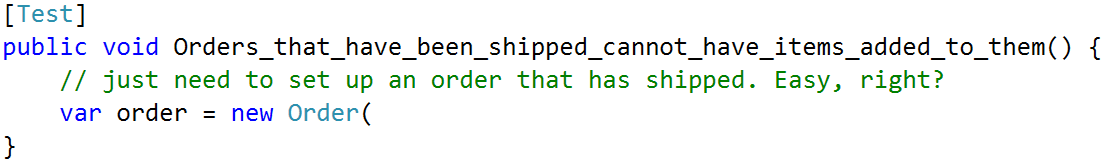 [Test]
public void Orders_that_have_been_shipped_cannot_have_items_added_to_them() {
    // just need to set up an order that has shipped. Easy, right?
    var order = new Order(
}